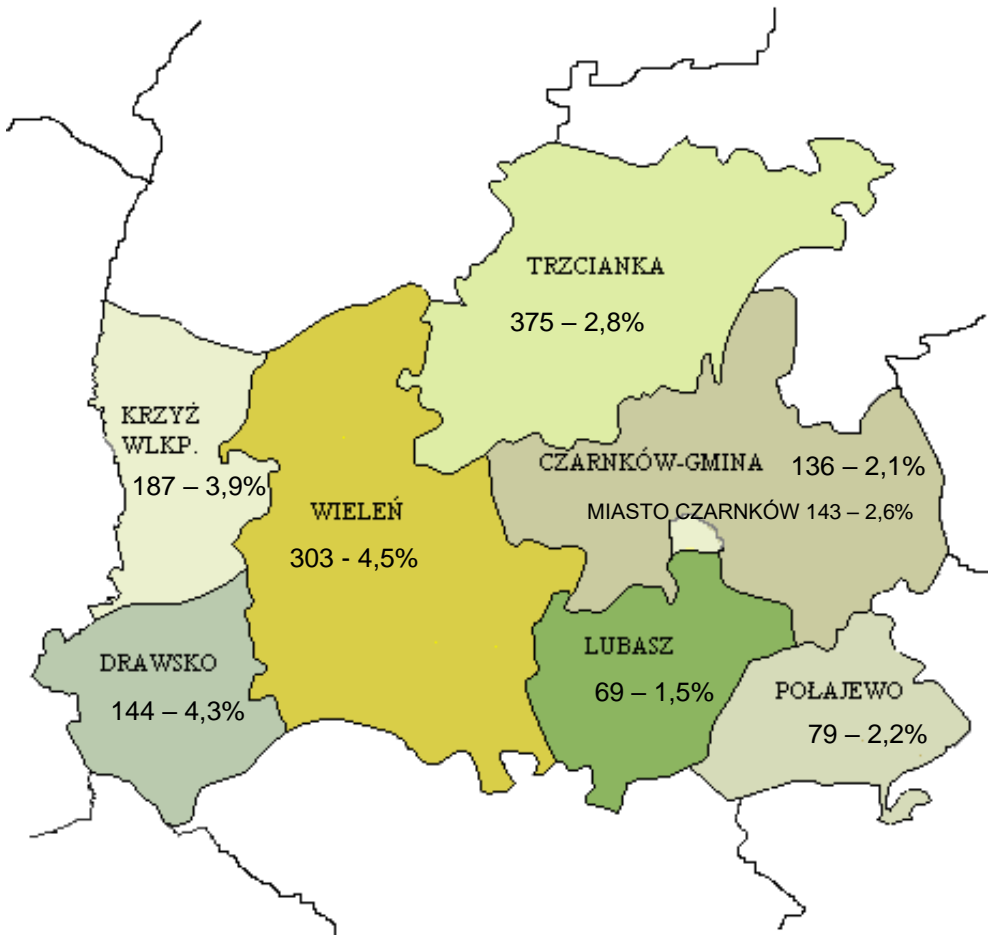 TRZCIANKA
375 – 2,8%
KRZYŻ
WLKP.
187 – 3,9%
WIELEŃ
303 - 4,5%
CZARNKÓW-GMINA 136 – 2,1%
MIASTO CZARNKÓW 143 – 2,6%
DRAWSKO
144 – 4,3%
LUBASZ
69 – 1,5%
POŁAJEWO
79 – 2,2%